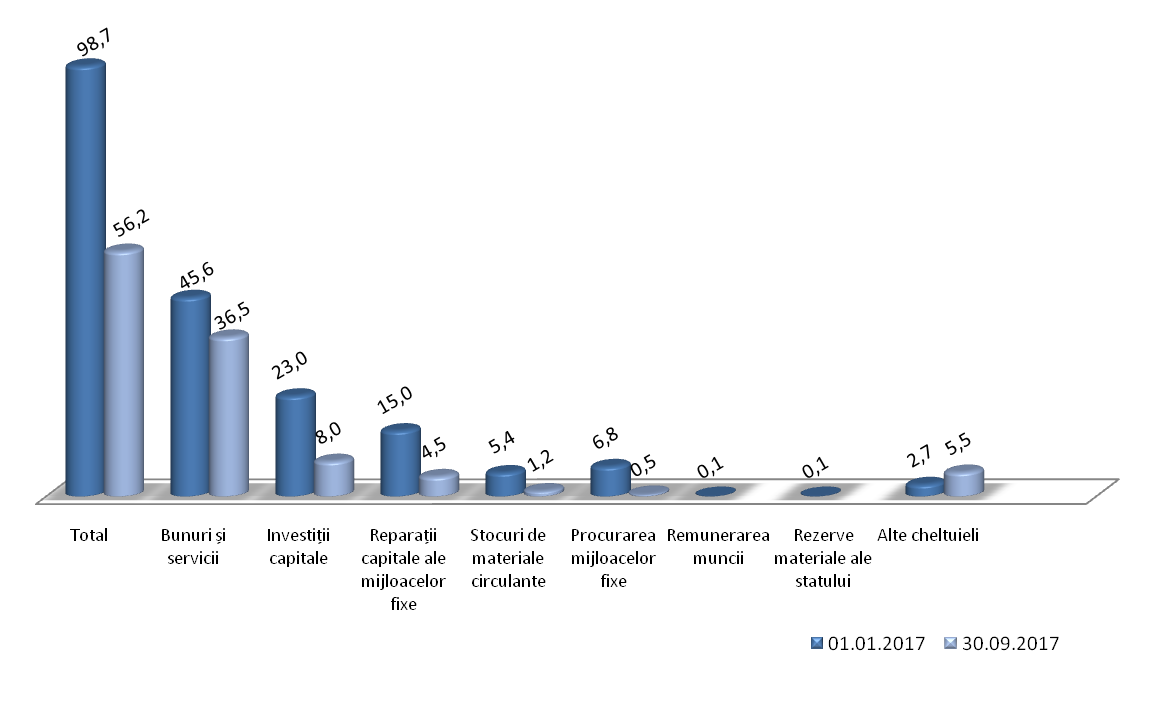 98,7
56,2
45,6
36,5
23,0
8,0
15,0
4,5
5,4
1,2
6,8
0,5
0,1
0,1
2,7
5,5
Total
Bunuri și
servicii
Investiții
capitale
Reparații
capitale ale
mijloacelor
fixe
Stocuri de
materiale
circulante
Procurarea
mijloacelor
fixe
Remunerarea
muncii
Rezerve
materiale ale
statului
Alte cheltuieli
01.01.2017
30.09.2017